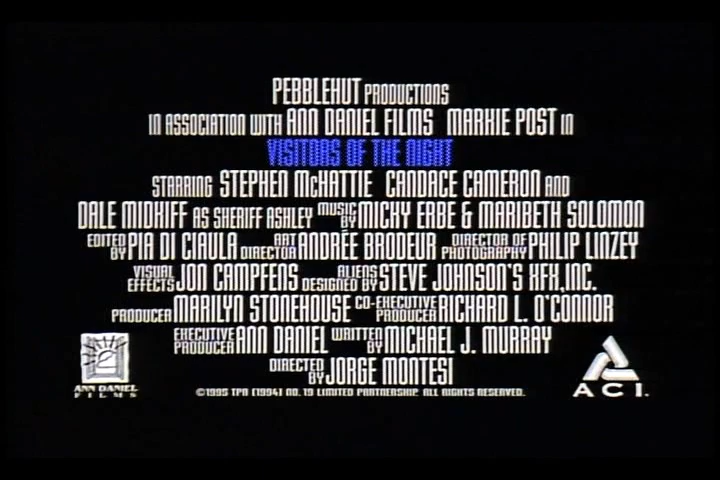 PEBBLEHUT PRODUCTIONS
IN ASSOCIATION WITH ANN DANIEL FILMS MARKIE POST IN
VISITORS OF THE NIGHT
STARRING STEPHEN McHATTIE CANDACE CAMERON AND
DALE MIDKIFF AS SHERIFF ASHLEY MUSIC BY MICKY ERBE & MARIBETH SOLOMON
EDITED BY PIA DI CIAULA ART DIRECTOR ANDRÉE BRODEUR DIRECTOR OF PHOTOGRAPHY PHILIP LINZEY
VISUAL EFFECTS JON CAMPFENS ALIENS DESIGNED BY STEVE JOHNSON'S XFX, INC.
PRODUCER MARILYN STONEHOUSE CO-EXECUTIVE PRODUCER RICHARD L. O'CONNOR
EXECUTIVE PRODUCER ANN DANIEL WRITTEN BY MICHAEL J. MURRAY
DIRECTED BY JORGE MONTESI
©1995 TPA (1994) NO. 19 LIMITED PARTNERSHIP. ALL RIGHTS RESERVED.
ANN DANIEL
FILMS
ACI.